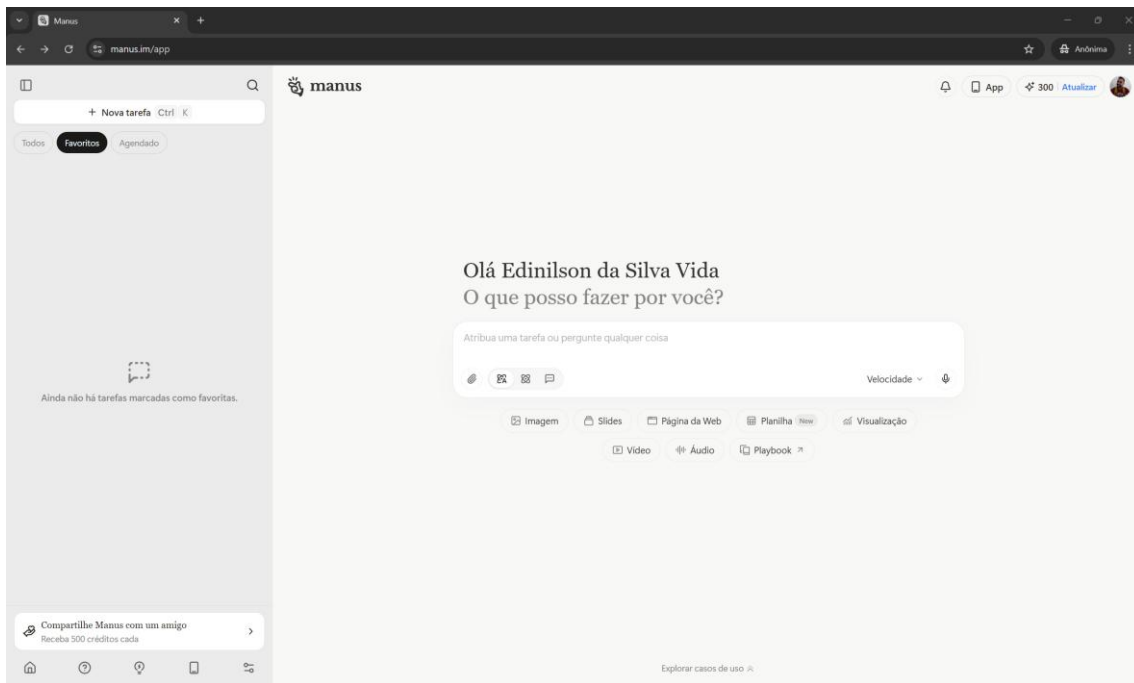 Manus
manus.im/app
Anônima
manus
App
300 Atualizar
+ Nova tarefa Ctrl K
Todos Favoritos Agendado
Ainda não há tarefas marcadas como favoritas.
Olá Edinilson da Silva Vida
O que posso fazer por você?
Atribua uma tarefa ou pergunte qualquer coisa
Velocidade
Imagem Slides Página da Web Planilha New Visualização
Vídeo Áudio Playbook
Compartilhe Manus com um amigo
Receba 500 créditos cada
Explorar casos de uso